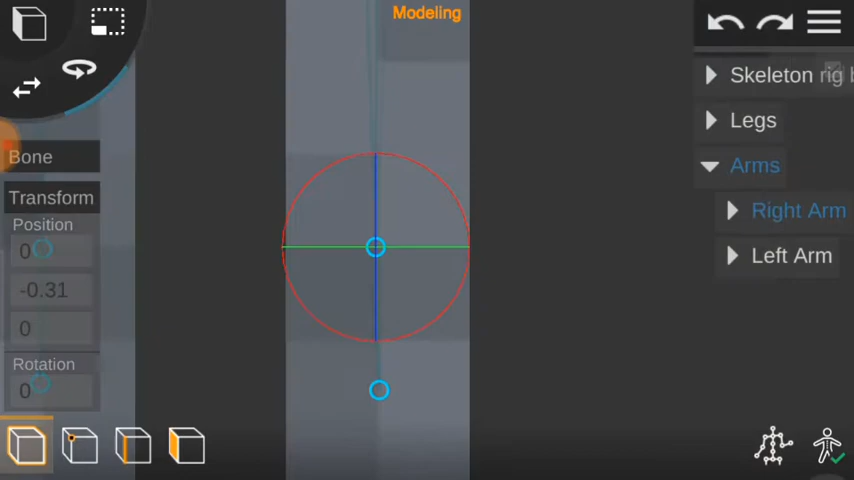 Modeling
Skeleton rig
Legs
Arms
Right Arm
Left Arm
Bone
Transform
Position
0
-0.31
0
Rotation
0